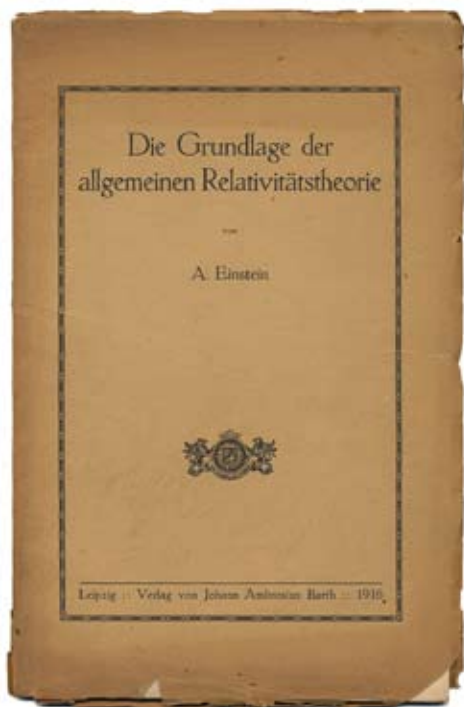 Die Grundlage der
allgemeinen Relativitätstheorie
von
A. Einstein
Leipzig :: Verlag von Johann Ambrosius Barth :: 1916